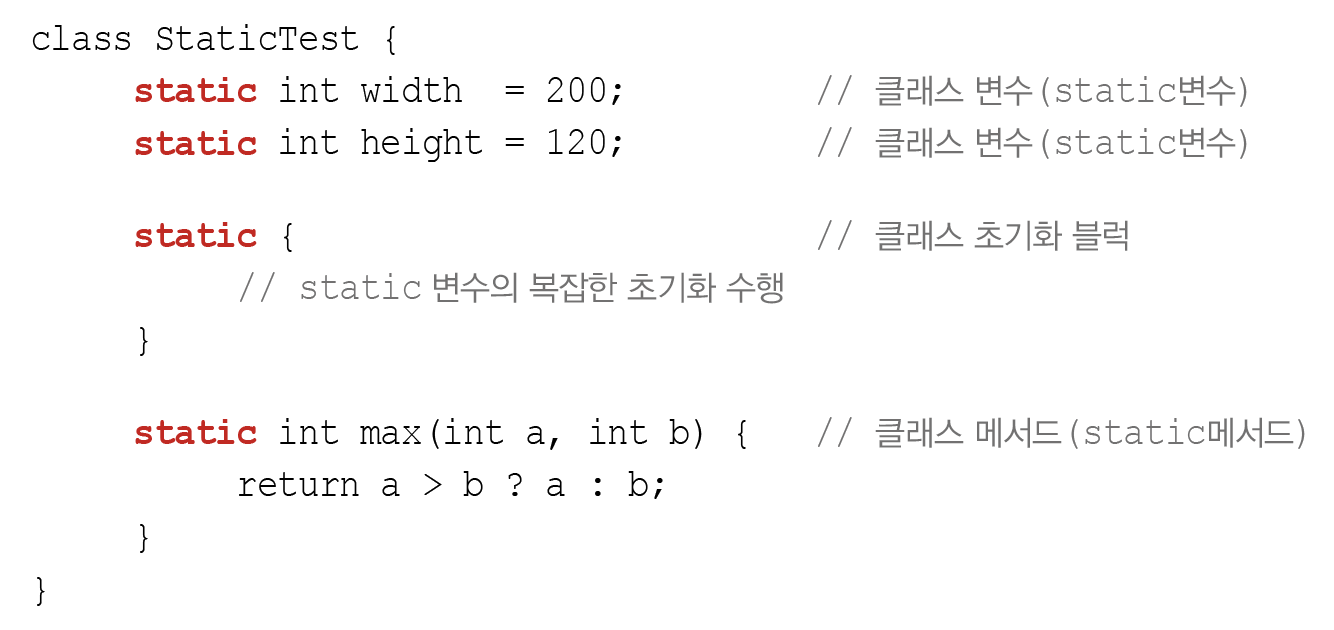 class StaticTest {
static int width = 200; // 클래스 변수(static변수)
static int height = 120; // 클래스 변수(static변수)
static { // 클래스 초기화 블럭
// static 변수의 복잡한 초기화 수행
}
static int max(int a, int b) { // 클래스 메서드(static메서드)
return a > b ? a : b;
}
}